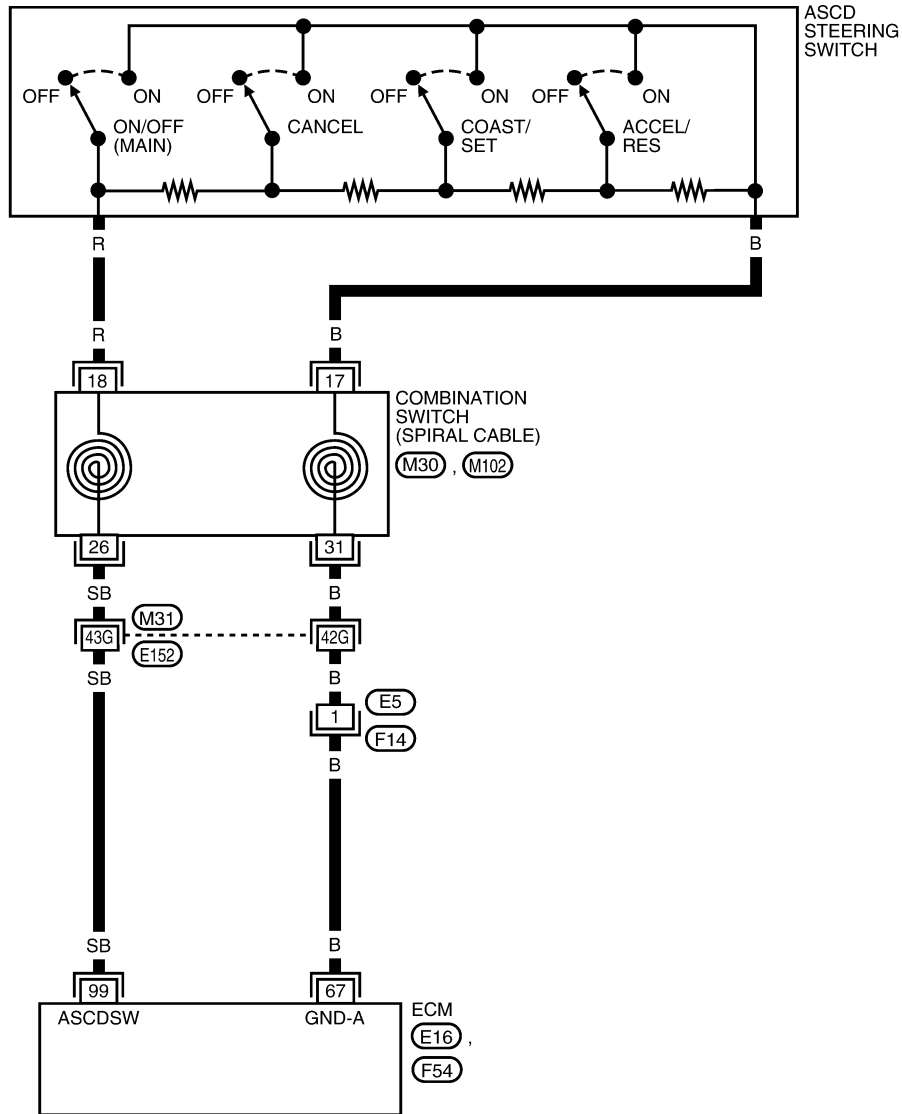 ASCD
STEERING
SWITCH
OFF ON OFF ON OFF ON OFF ON
ON/OFF
(MAIN)
CANCEL
COAST/
SET
ACCEL/
RES
R B
R B
18 17
COMBINATION
SWITCH
(SPIRAL CABLE)
M30 , M102
26 31
SB B
43G M31 42G
E152
SB B
1 E5
F14
B
SB B
99 67
ASCDSW GND-A
ECM
E16 ,
F54